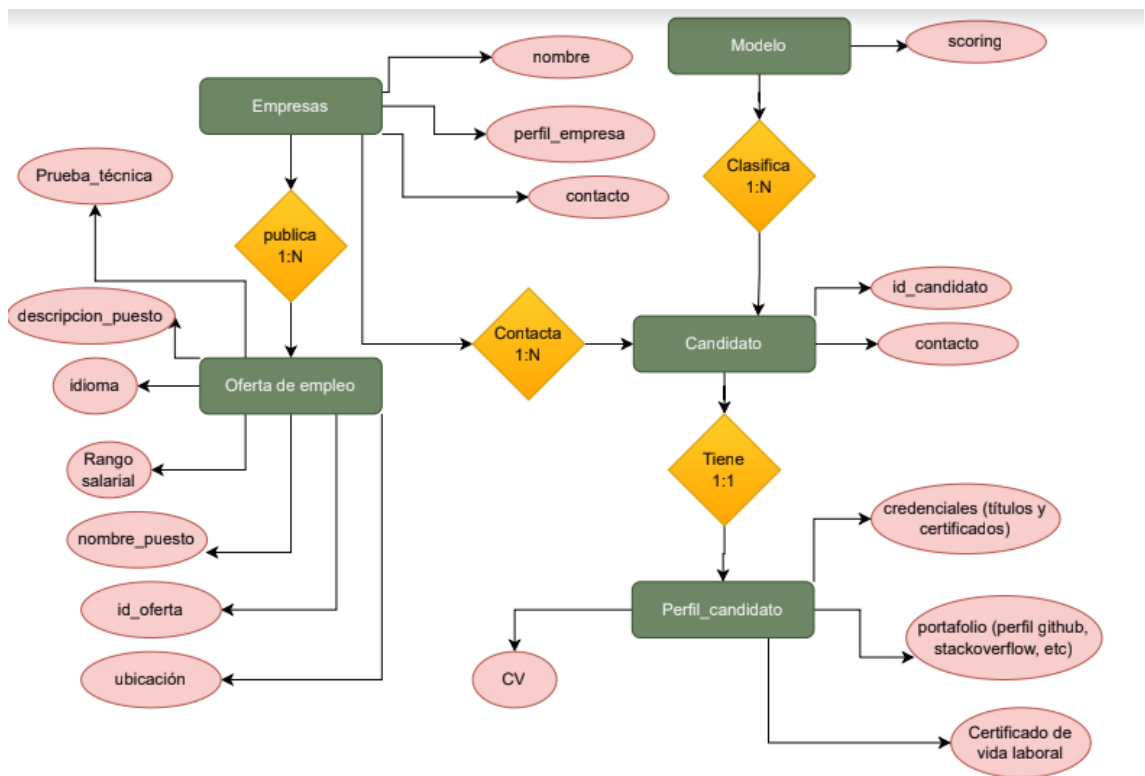 Modelo
scoring
nombre
Empresas
perfil_empresa
contacto
Clasifica
1:N
Prueba_técnica
publica
1:N
descripcion_puesto
id_candidato
Contacta
1:N
Candidato
contacto
idioma
Oferta de empleo
Rango
salarial
Tiene
1:1
nombre_puesto
credenciales (títulos y
certificados)
id_oferta
Perfil_candidato
portafolio (perfil github,
stackoverflow, etc)
ubicación
CV
Certificado de
vida laboral